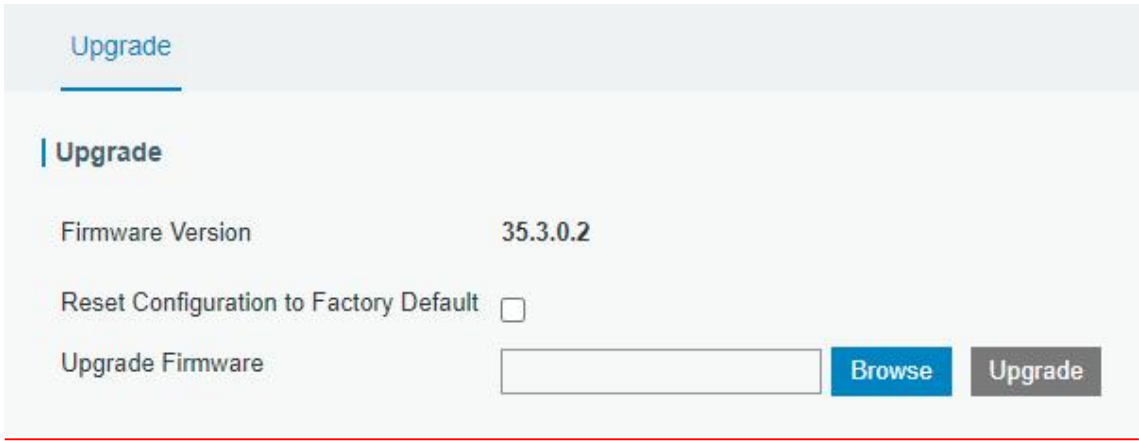 Upgrade
Upgrade
Firmware Version 35.3.0.2
Reset Configuration to Factory Default
Upgrade Firmware Browse Upgrade